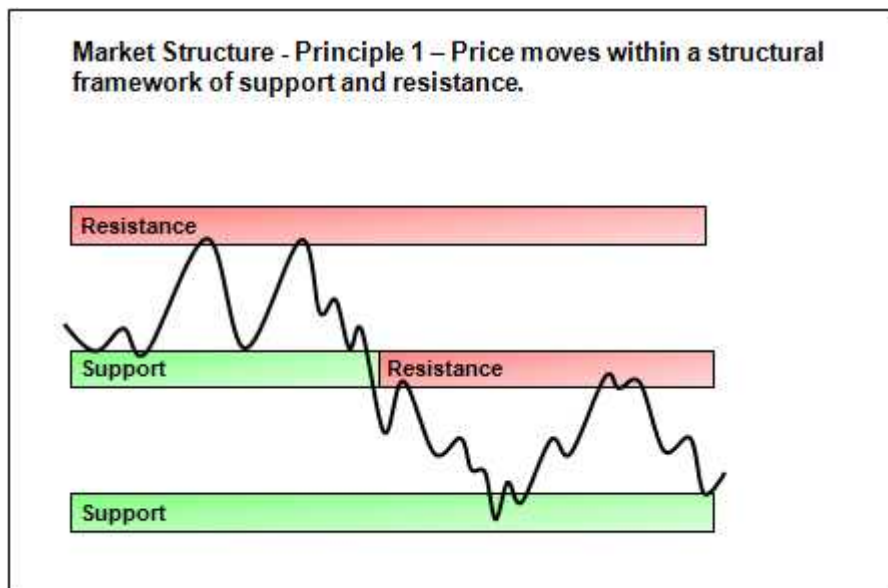 Market Structure - Principle 1 – Price moves within a structural
framework of support and resistance.
Resistance
Support
Resistance
Support